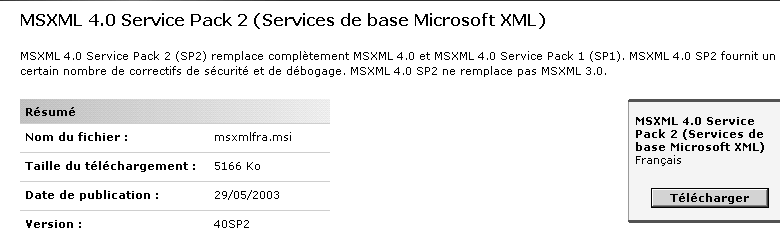 MSXML 4.0 Service Pack 2 (Services de base Microsoft XML)
MSXML 4.0 Service Pack 2 (SP2) remplace complètement MSXML 4.0 et MSXML 4.0 Service Pack 1 (SP1). MSXML 4.0 SP2 fournit un
certain nombre de correctifs de sécurité et de débogage. MSXML 4.0 SP2 ne remplace pas MSXML 3.0.
Résumé
Nom du fichier : msxmlfra.msi
Taille du téléchargement : 5166 Ko
Date de publication : 29/05/2003
Version : 40SP2
MSXML 4.0 Service
Pack 2 (Services de
base Microsoft XML)
Français
Télécharger